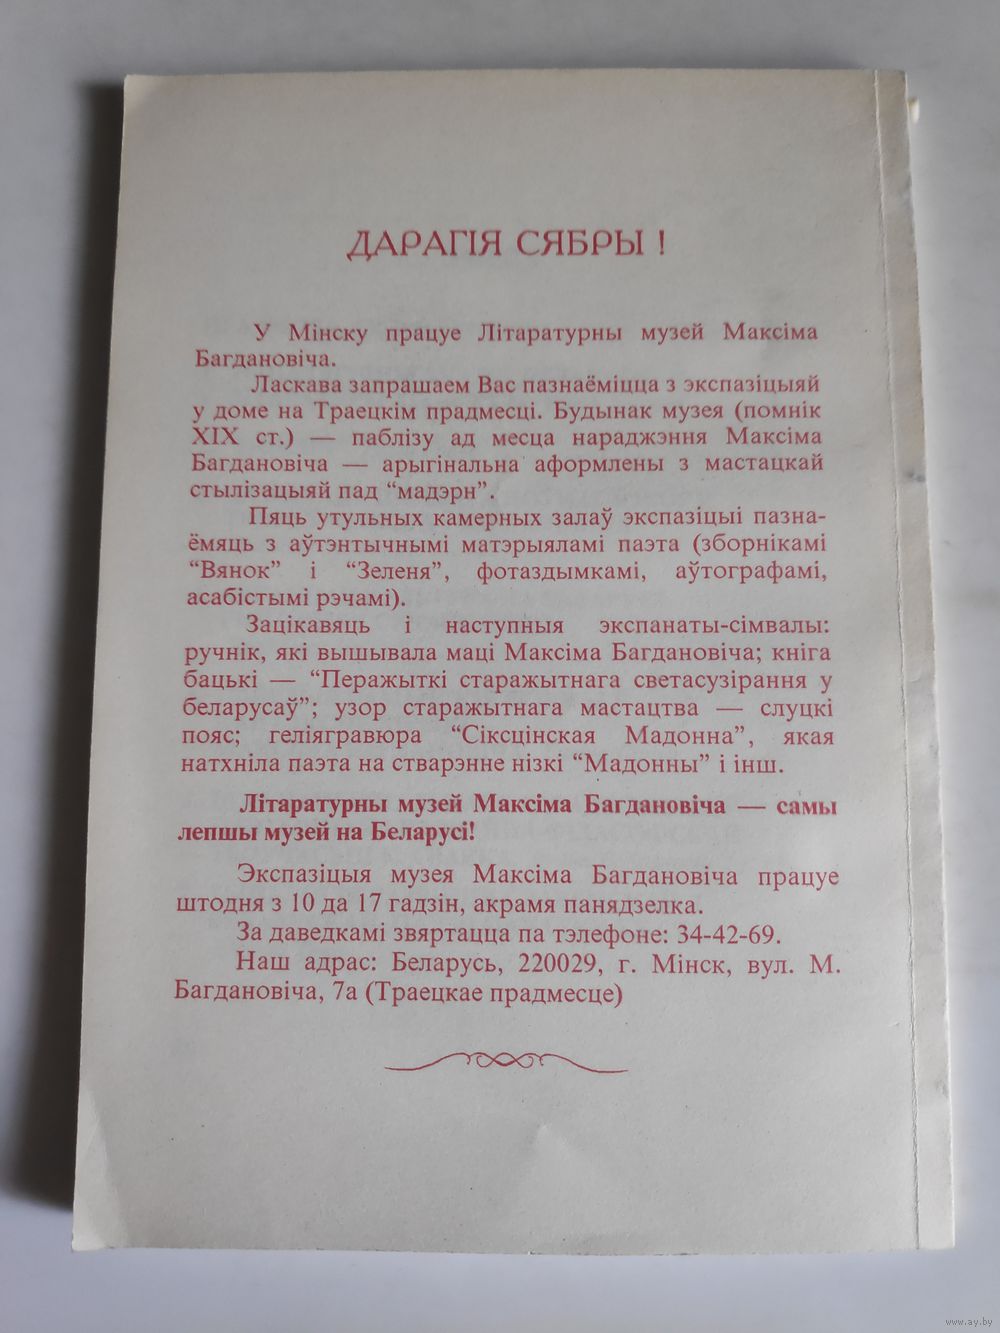 ДАРАГІЯ СЯБРЫ !
У Мінску працуе Літаратурны музей Максіма
Багдановіча.
Ласкава запрашаем Вас пазнаёміцца з экспазіцыяй
у доме на Траецкім прадмесці. Будынак музея (помнік
XIX ст.) — паблізу ад месца нараджэння Максіма
Багдановіча — арыгінальна аформлены з мастацкай
стылізацыяй пад “мадэрн”.
Пяць утульных камерных залаў экспазіцыі пазна-
ёмяць з аўтэнтычнымі матэрыяламі паэта (зборнікамі
“Вянок” і “Зеленя”, фотаздымкамі, аўтографамі,
асабістымі рэчамі).
Зацікавяць і наступныя экспанаты-сімвалы:
ручнік, які вышывала маці Максіма Багдановіча; кніга
бацькі — “Перажыткі старажытнага светасузірання у
беларусаў”; узор старажытнага мастацтва — слуцкі
пояс; геліягравюра “Сіксцінская Мадонна”, якая
натхніла паэта на стварэнне нізкі “Мадонны” і інш.
Літаратурны музей Максіма Багдановіча — самы
лепшы музей на Беларусі!
Экспазіцыя музея Максіма Багдановіча працуе
штодня з 10 да 17 гадзін, акрамя панядзелка.
За даведкамі звяртацца па тэлефоне: 34-42-69.
Наш адрас: Беларусь, 220029, г. Мінск, вул. М.
Багдановіча, 7а (Траецкае прадмесце)
www.ay.by